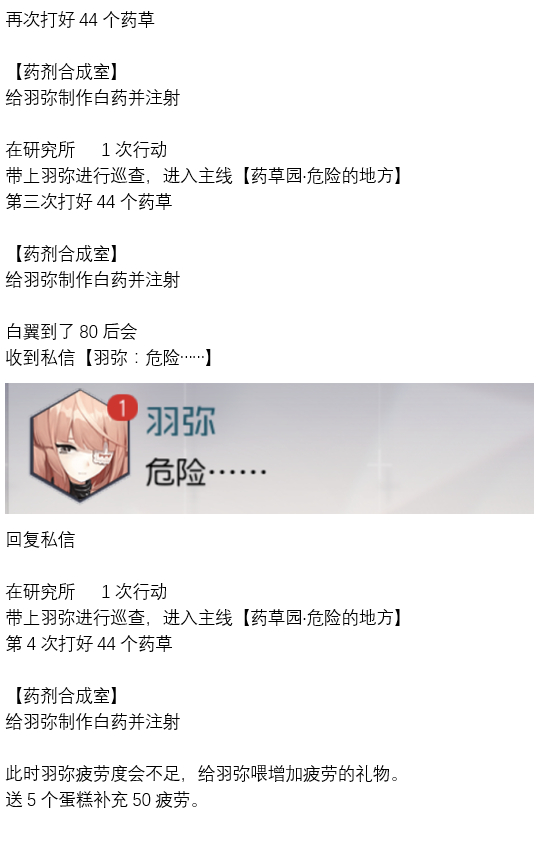 再次打好 44 个药草
【药剂合成室】
给羽弥制作白药并注射
在研究所 1 次行动
带上羽弥进行巡查，进入主线【药草园·危险的地方】
第三次打好 44 个药草
【药剂合成室】
给羽弥制作白药并注射
白翼到了 80 后会
收到私信【羽弥：危险……】
1
羽弥
危险……
回复私信
在研究所 1 次行动
带上羽弥进行巡查，进入主线【药草园·危险的地方】
第 4 次打好 44 个药草
【药剂合成室】
给羽弥制作白药并注射
此时羽弥疲劳度会不足，给羽弥喂增加疲劳的礼物。
送 5 个蛋糕补充 50 疲劳。